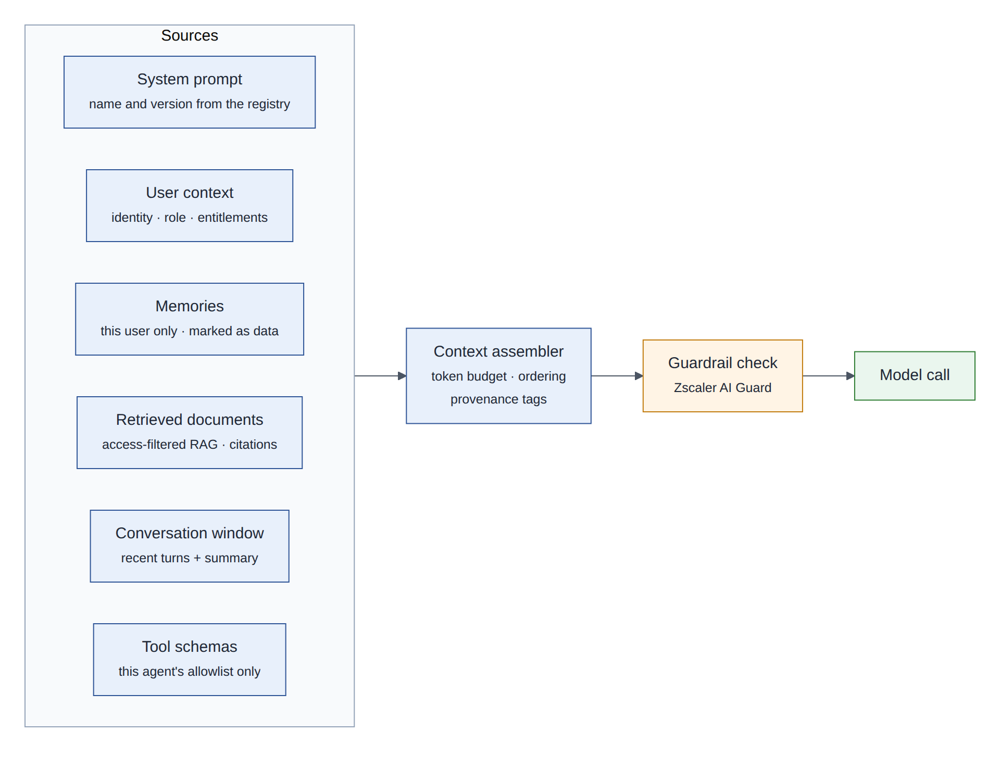 Sources
System prompt
name and version from the registry
User context
identity · role · entitlements
Memories
this user only · marked as data
Retrieved documents
access-filtered RAG · citations
Conversation window
recent turns + summary
Tool schemas
this agent's allowlist only
Context assembler
token budget · ordering
provenance tags
Guardrail check
Zscaler AI Guard
Model call